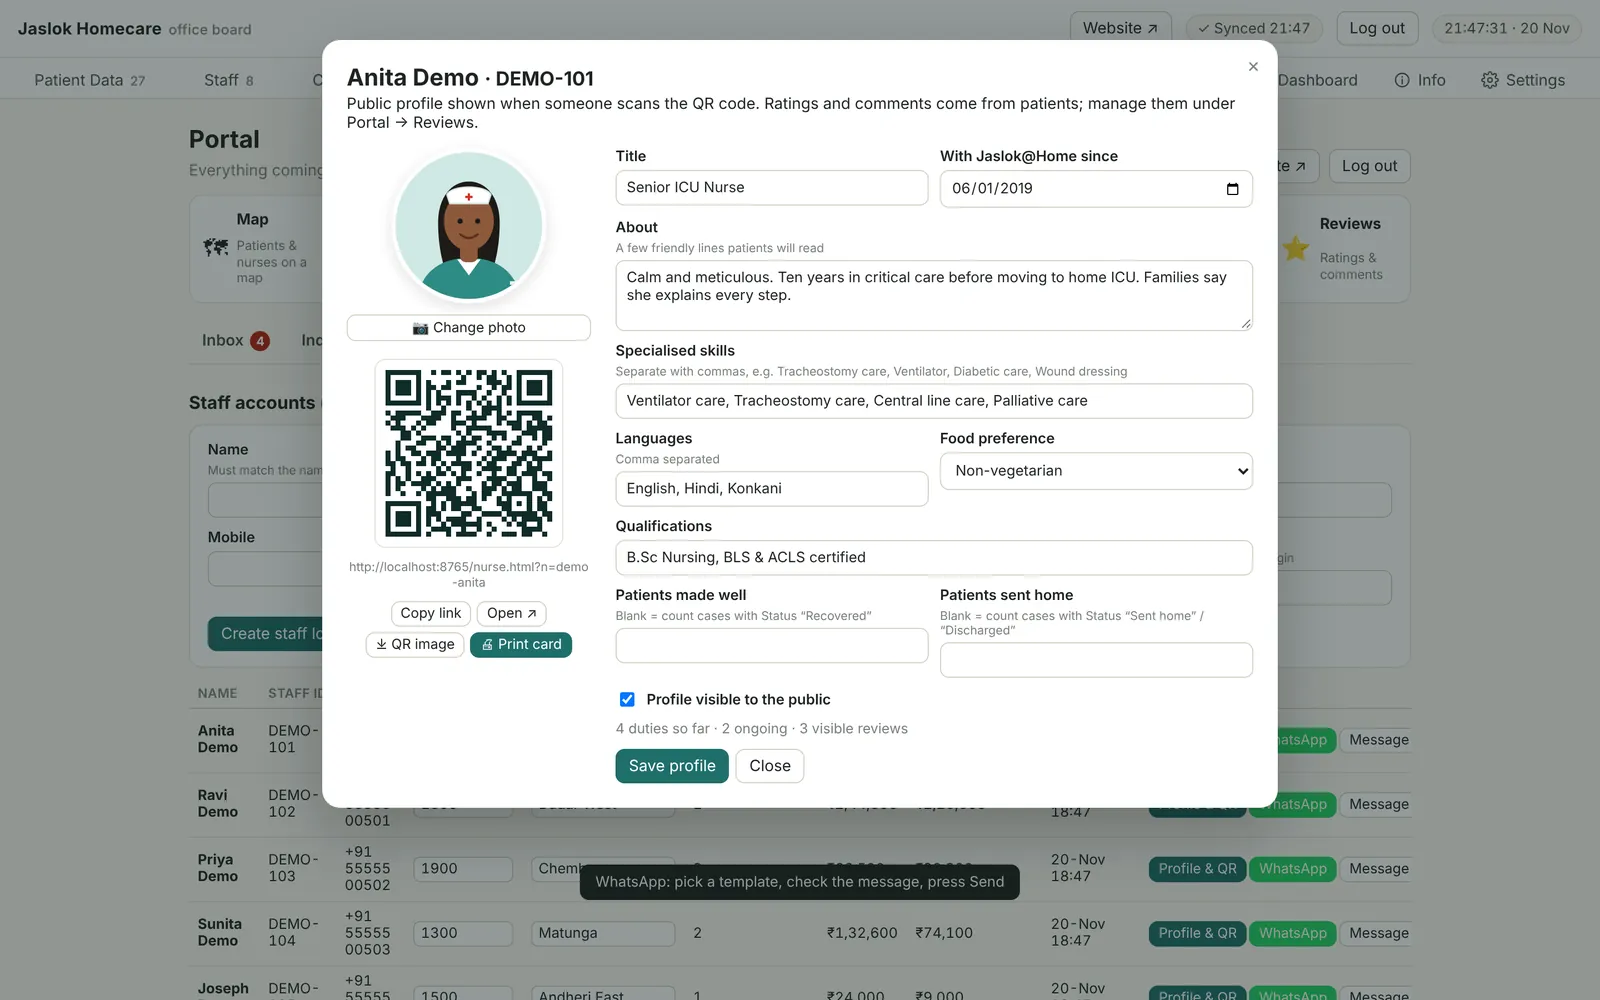 Jaslok Homecare office board
Website ↗
✓ Synced 21:47
Log out
21:47:31 · 20 Nov
Patient Data 27
Staff 8
Dashboard
Info
Settings
Portal
Everything coming
Log out
Map
Patients &
nurses on a
map
Reviews
Ratings &
comments
Inbox 4
Staff accounts
Name
Must match the nam
Mobile
Create staff lo
Anita Demo · DEMO-101
×
Public profile shown when someone scans the QR code. Ratings and comments come from patients; manage them under
Portal → Reviews.
📷 Change photo
http://localhost:8765/nurse.html?n=demo
-anita
Copy link
Open ↗
QR image
Print card
Title
Senior ICU Nurse
With Jaslok@Home since
06/01/2019
About
A few friendly lines patients will read
Calm and meticulous. Ten years in critical care before moving to home ICU. Families say
she explains every step.
Specialised skills
Separate with commas, e.g. Tracheostomy care, Ventilator, Diabetic care, Wound dressing
Ventilator care, Tracheostomy care, Central line care, Palliative care
Languages
Comma separated
English, Hindi, Konkani
Food preference
Non-vegetarian
Qualifications
B.Sc Nursing, BLS & ACLS certified
Patients made well
Blank = count cases with Status “Recovered”
Patients sent home
Blank = count cases with Status “Sent home” /
“Discharged”
Profile visible to the public
4 duties so far · 2 ongoing · 3 visible reviews
Save profile
Close
NAME
STAFF ID
Anita
Demo
DEMO-
101
Message
Ravi
Demo
DEMO-
102
00501
18:47
Message
Priya
Demo
DEMO-
103
+91
55555
00502
1900
20-Nov
18:47
Profile & QR
WhatsApp
Message
WhatsApp: pick a template, check the message, press Send
Sunita
Demo
DEMO-
104
+91
55555
00503
1300
Matunga
2
₹1,32,600
₹74,100
20-Nov
18:47
Profile & QR
WhatsApp
Message
Joseph
DEMO-
+91
55555
1500
Andheri East
1
₹24,000
₹9,000
20-Nov
18:47
Profile & QR
WhatsApp
Message